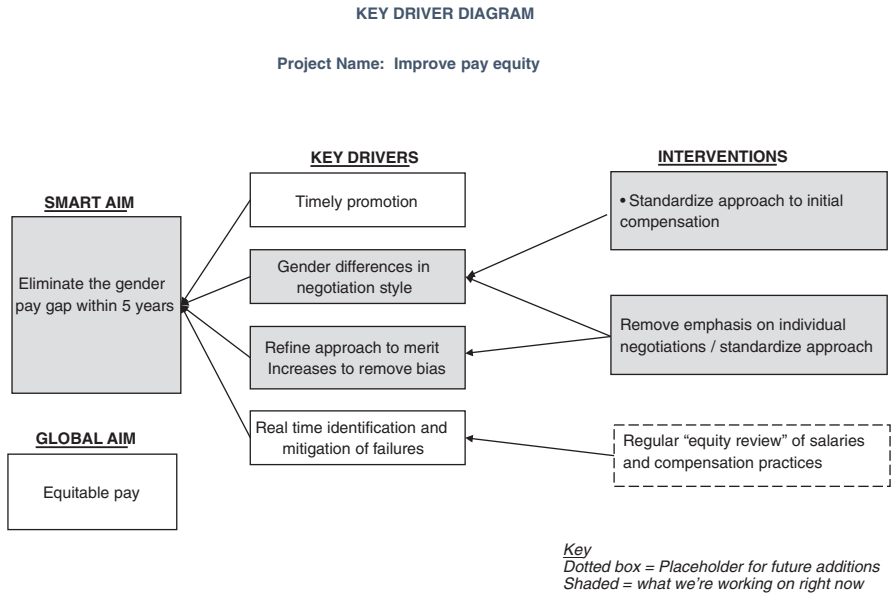 KEY DRIVER DIAGRAM
Project Name: Improve pay equity
SMART AIM
Eliminate the gender
pay gap within 5 years
GLOBAL AIM
Equitable pay
KEY DRIVERS
Timely promotion
Gender differences in
negotiation style
Refine approach to merit
Increases to remove bias
Real time identification and
mitigation of failures
INTERVENTIONS
• Standardize approach to initial
compensation
Remove emphasis on individual
negotiations / standardize approach
Regular “equity review” of salaries
and compensation practices
Key
Dotted box = Placeholder for future additions
Shaded = what we’re working on right now